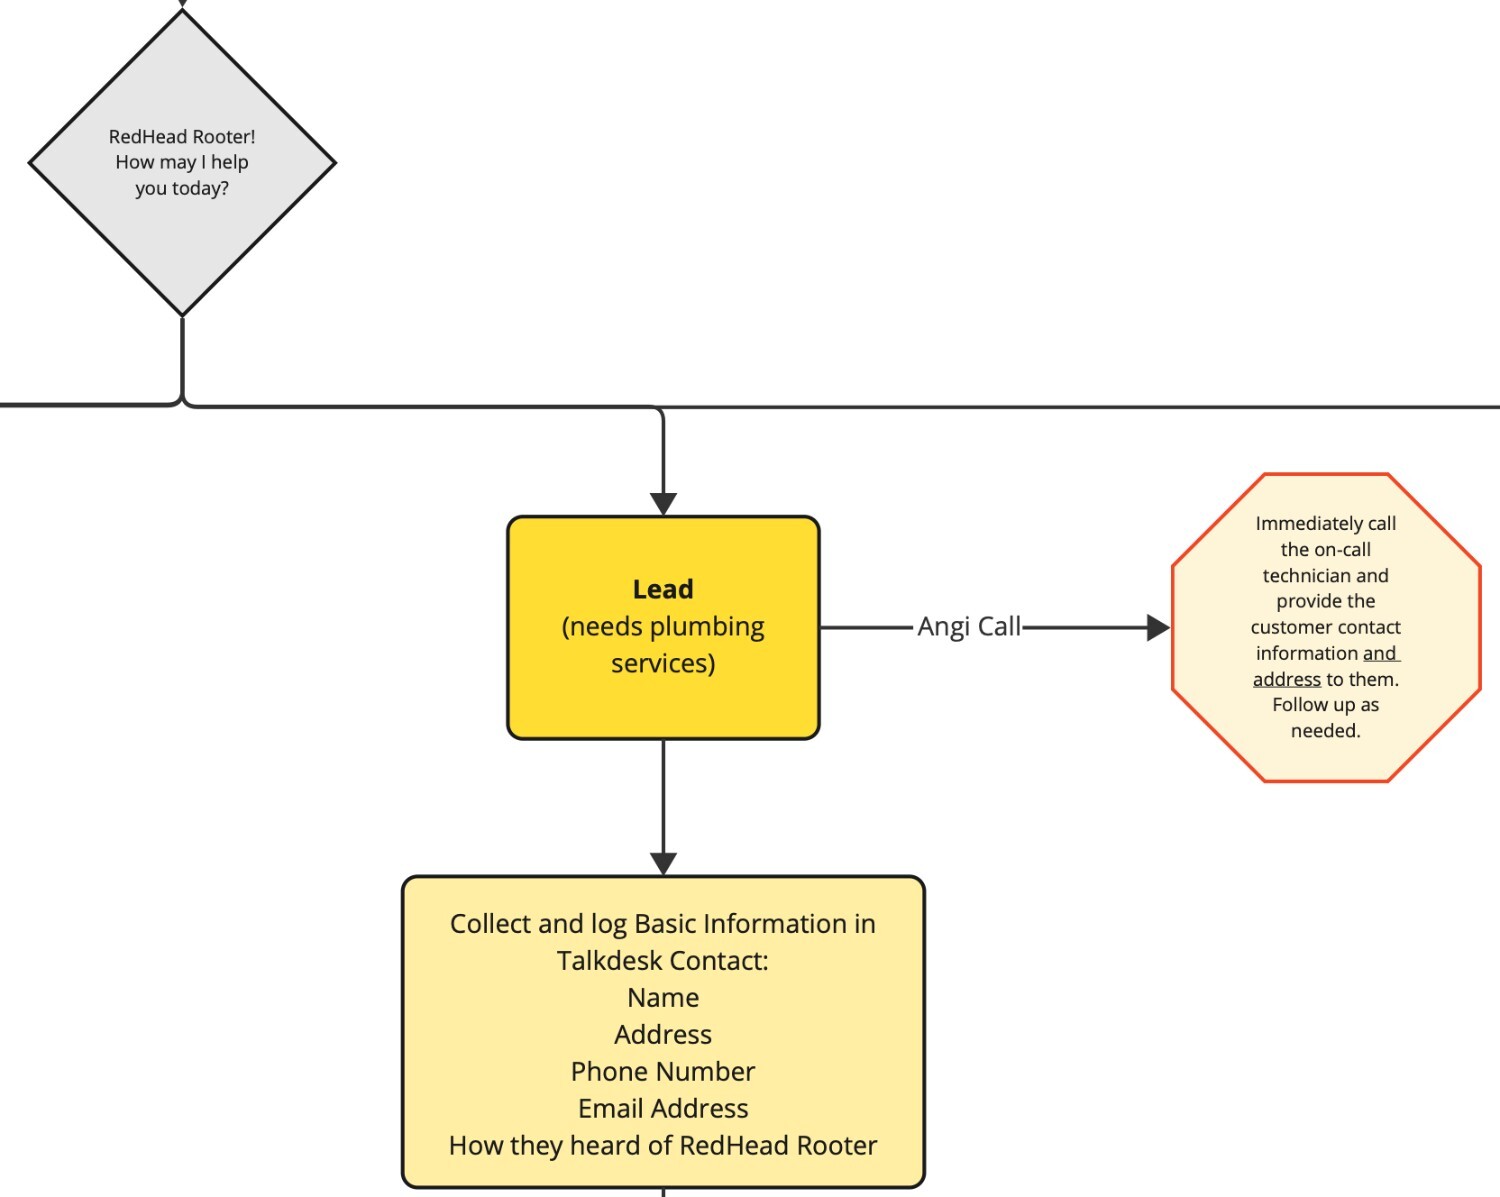 RedHead Rooter!
How may I help
you today?
Lead
(needs plumbing
services)
Angi Call
Immediately call
the on-call
technician and
provide the
customer contact
information and
address to them.
Follow up as
needed.
Collect and log Basic Information in
Talkdesk Contact:
Name
Address
Phone Number
Email Address
How they heard of RedHead Rooter